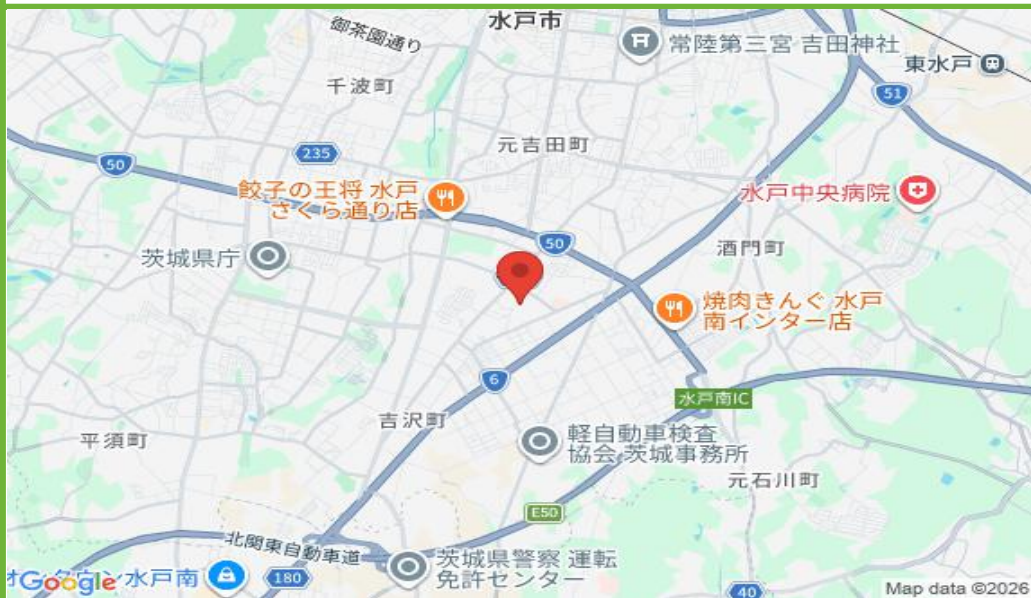 水戸市
御茶園通り
常陸第三宮 吉田神社
東水戸
千波町
51
元吉田町
235
50
餃子の王将 水戸
さくら通り店
水戸中央病院
50
酒門町
茨城県庁
焼肉きんぐ 水戸
南インター店
6
水戸南IC
吉沢町
平須町
軽自動車検査
協会 茨城事務所
元石川町
E50
北関東自動車道
茨城県警察 運転
免許センター
ウン水戸南
180
40
Google
Map data ©2026